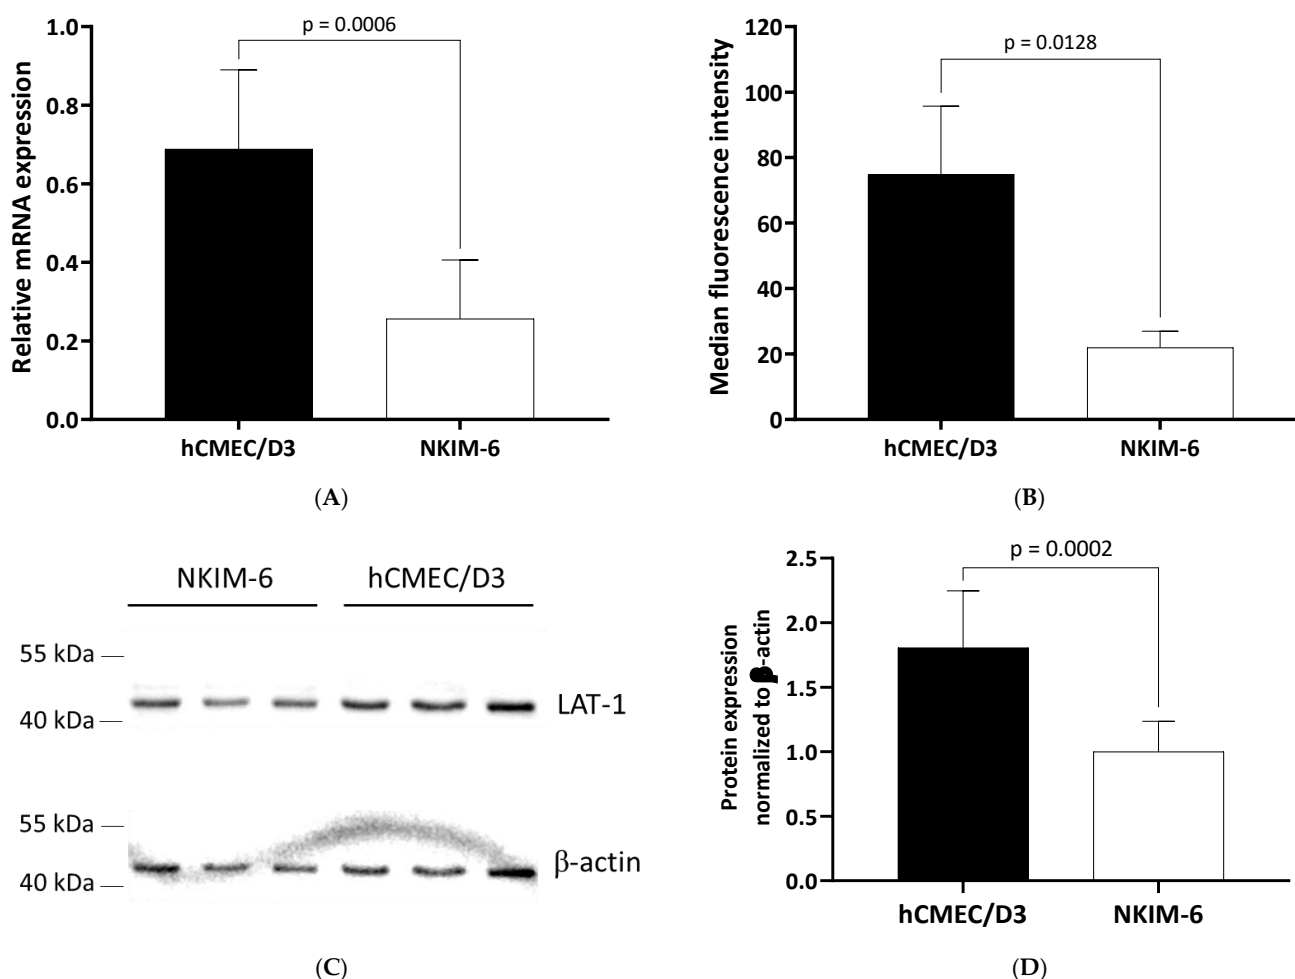 p = 0.0006
Relative mRNA expression
1.0
0.8
0.6
0.4
0.2
0.0
hCMEC/D3 NKIM-6
(A)
p = 0.0128
Median fluorescence intensity
120
100
80
60
40
20
0
hCMEC/D3 NKIM-6
(B)
NKIM-6 hCMEC/D3
55 kDa
40 kDa
LAT-1
55 kDa
40 kDa
β-actin
(C)
p = 0.0002
Protein expression
normalized to β-actin
2.5
2.0
1.5
1.0
0.5
0.0
hCMEC/D3 NKIM-6
(D)